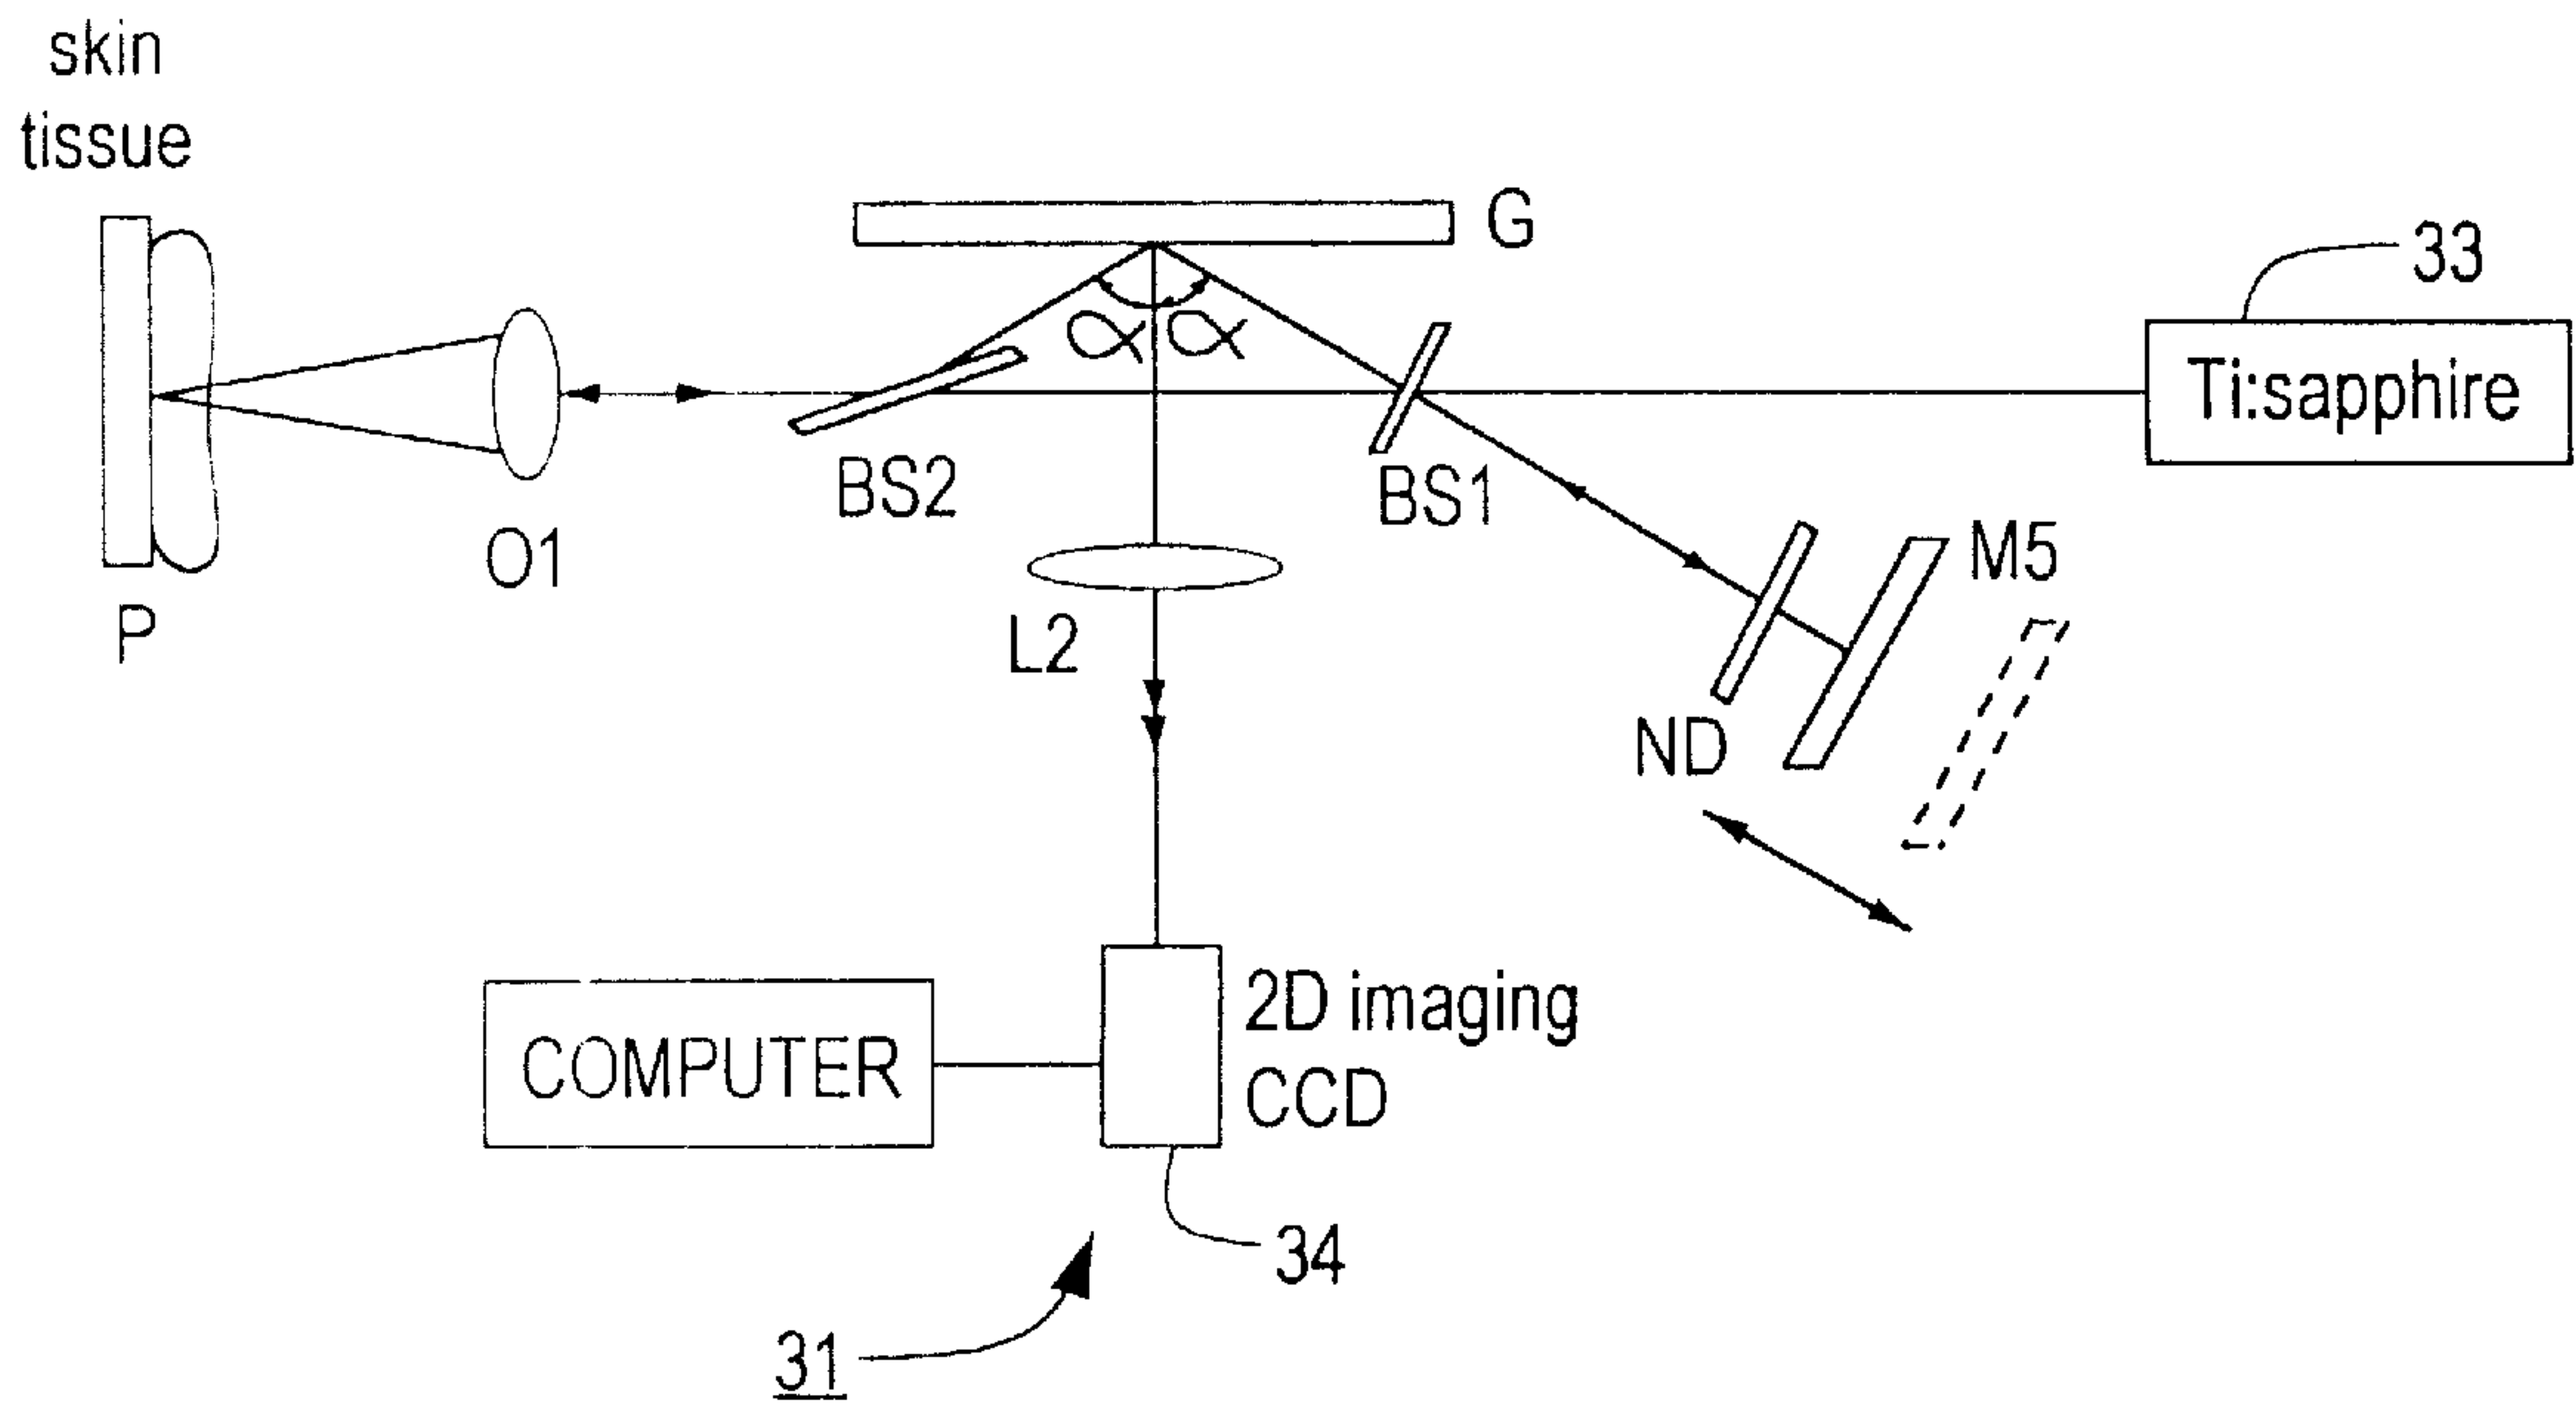 skin
tissue
G
33
Ti:sapphire
α α
BS2
BS1
O1
M5
P
L2
ND
2D imaging
CCD
COMPUTER
34
31